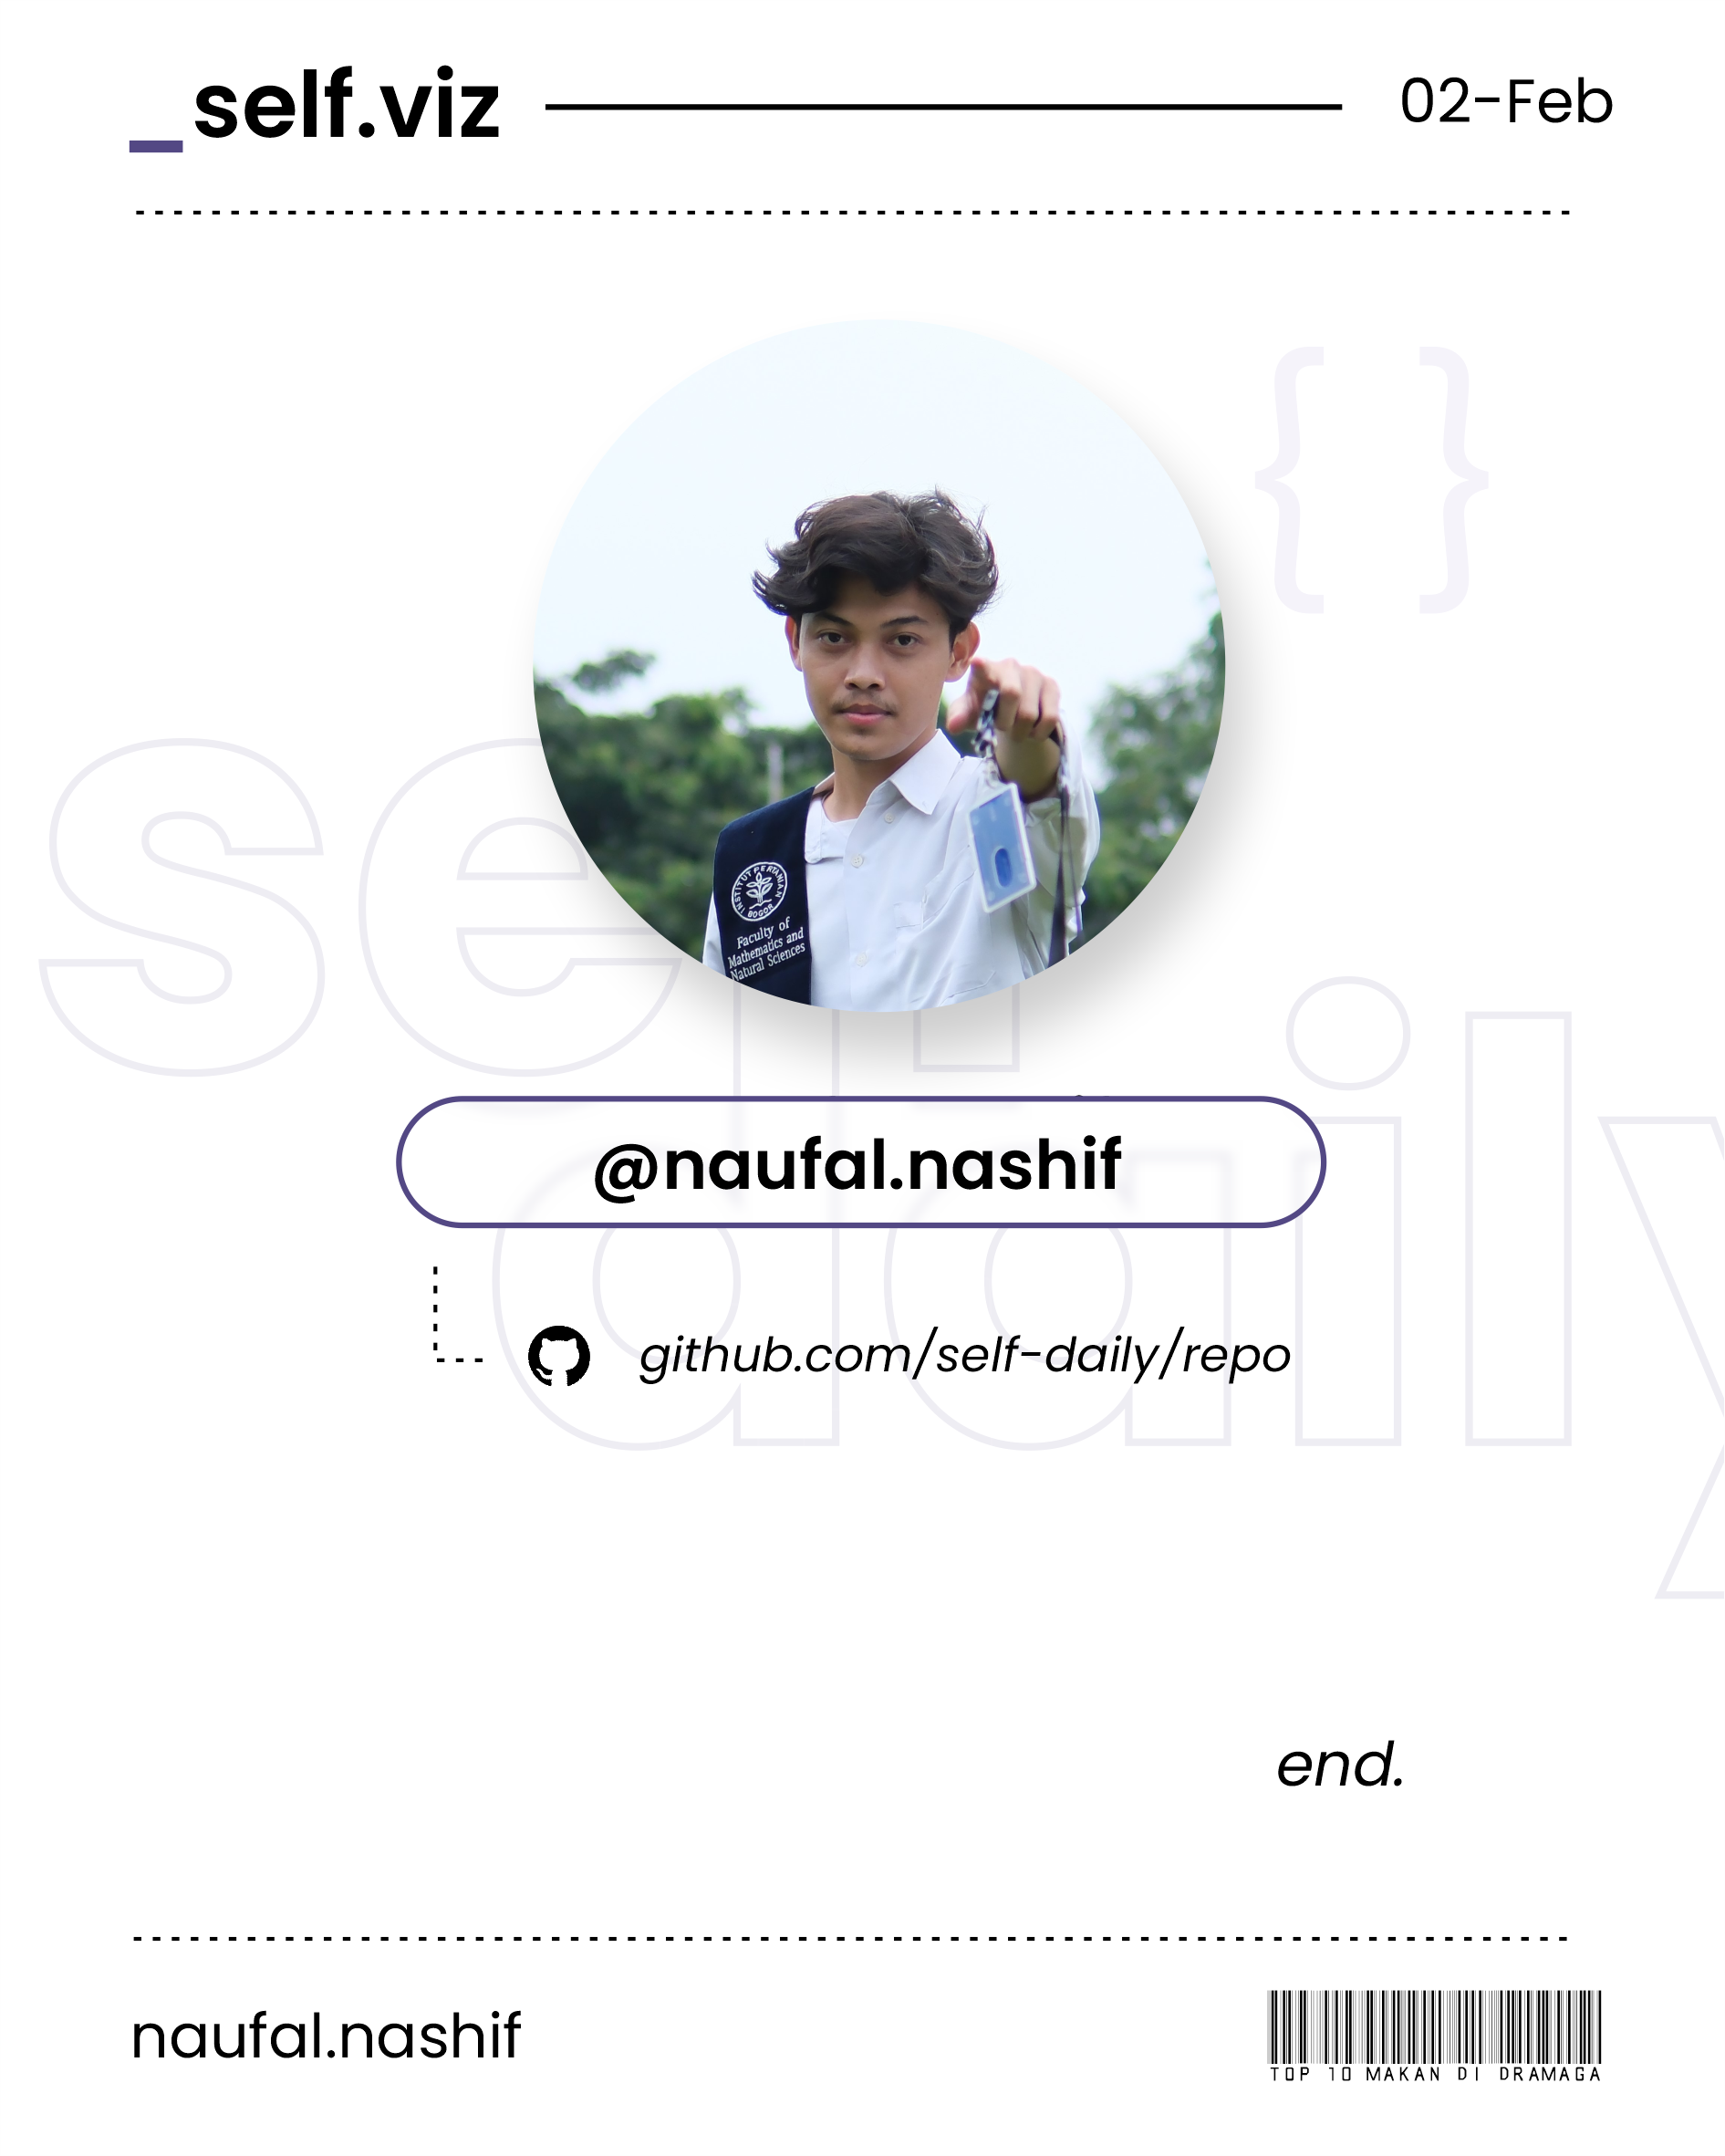 _self.viz
02-Feb
{ }
self
INSTITUT PERTANIAN
BOGOR
Faculty of
Mathematics and
Natural Sciences
@naufal.nashif
daily
github.com/self-daily/repo
end.
naufal.nashif
TOP 10 MAKAN DI DRAMAGA